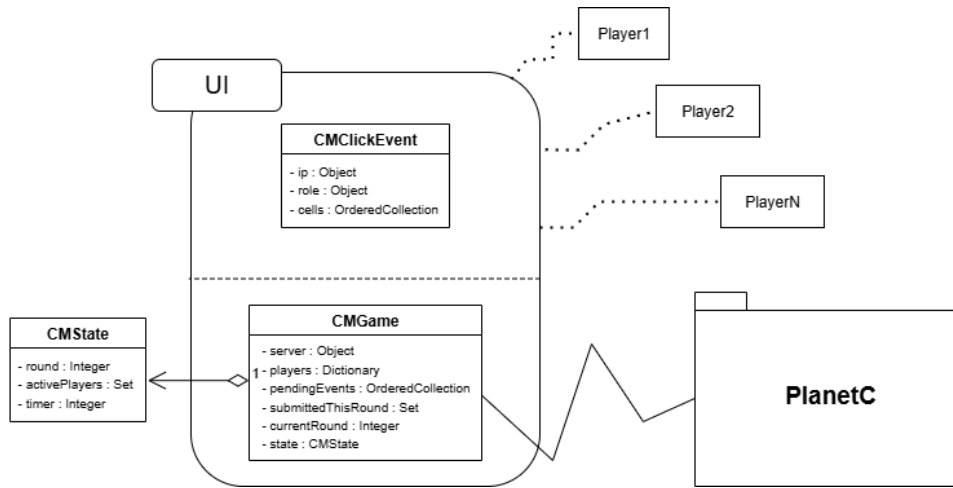 Player1
UI
Player2
CMClickEvent
- ip : Object
- role : Object
- cells : OrderedCollection
PlayerN
CMState
- round : Integer
- activePlayers : Set
- timer : Integer
1
CMGame
- server : Object
- players : Dictionary
- pendingEvents : OrderedCollection
- submittedThisRound : Set
- currentRound : Integer
- state : CMState
PlanetC